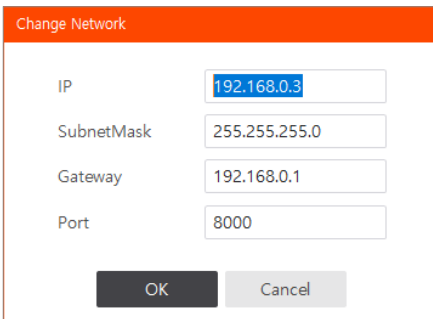 Change Network
IP 192.168.0.3
SubnetMask 255.255.255.0
Gateway 192.168.0.1
Port 8000
OK Cancel